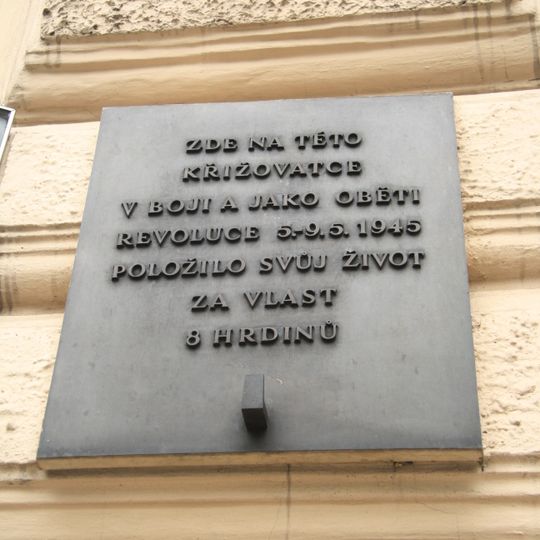 ZDE NA TÉTO
KŘIŽOVATCE
V BOJI A JAKO OBĚTI
REVOLUCE 5.-9.5. 1945
POLOŽILO SVŮJ ŽIVOT
ZA VLAST
8 HRDINŮ